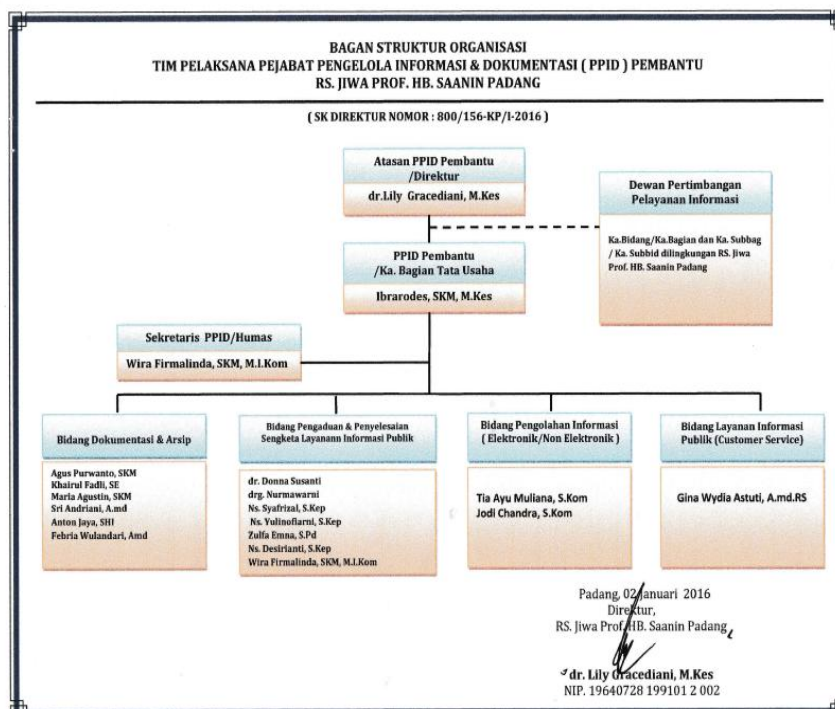 BAGAN STRUKTUR ORGANISASI
TIM PELAKSANA PEJABAT PENGELOLA INFORMASI & DOKUMENTASI ( PPID ) PEMBANTU
RS. JIWA PROF. HB. SAANIN PADANG
( SK DIREKTUR NOMOR : 800/156-KP/I-2016 )
Atasan PPID Pembantu
/Direktur
dr.Lily Gracediani, M.Kes
Dewan Pertimbangan
Pelayanan Informasi
Ka.Bidang/Ka.Bagian dan Ka. Subbag
/ Ka. Subbid dilingkungan RS. Jiwa
Prof. HB. Saanin Padang
PPID Pembantu
/Ka. Bagian Tata Usaha
Ibrarodes, SKM, M.Kes
Sekretaris PPID/Humas
Wira Firmalinda, SKM, M.I.Kom
Bidang Dokumentasi & Arsip
Agus Purwanto, SKM
Khairul Fadli, SE
Maria Agustin, SKM
Sri Andriani, A.md
Anton Jaya, SHI
Febria Wulandari, Amd
Bidang Pengaduan & Penyelesaian
Sengketa Layanann Informasi Publik
dr. Donna Susanti
drg. Nurmawarni
Ns. Syafrizal, S.Kep
Ns. Yulinofiarni, S.Kep
Zulfa Emna, S.Pd
Ns. Desirianti, S.Kep
Wira Firmalinda, SKM, M.I.Kom
Bidang Pengolahan Informasi
( Elektronik/Non Elektronik )
Tia Ayu Muliana, S.Kom
Jodi Chandra, S.Kom
Bidang Layanan Informasi
Publik (Customer Service)
Gina Wydia Astuti, A.md.RS
Padang, 02 Januari 2016
Direktur,
RS. Jiwa Prof. HB. Saanin Padang
dr. Lily Gracediani, M.Kes
NIP. 19640728 199101 2 002